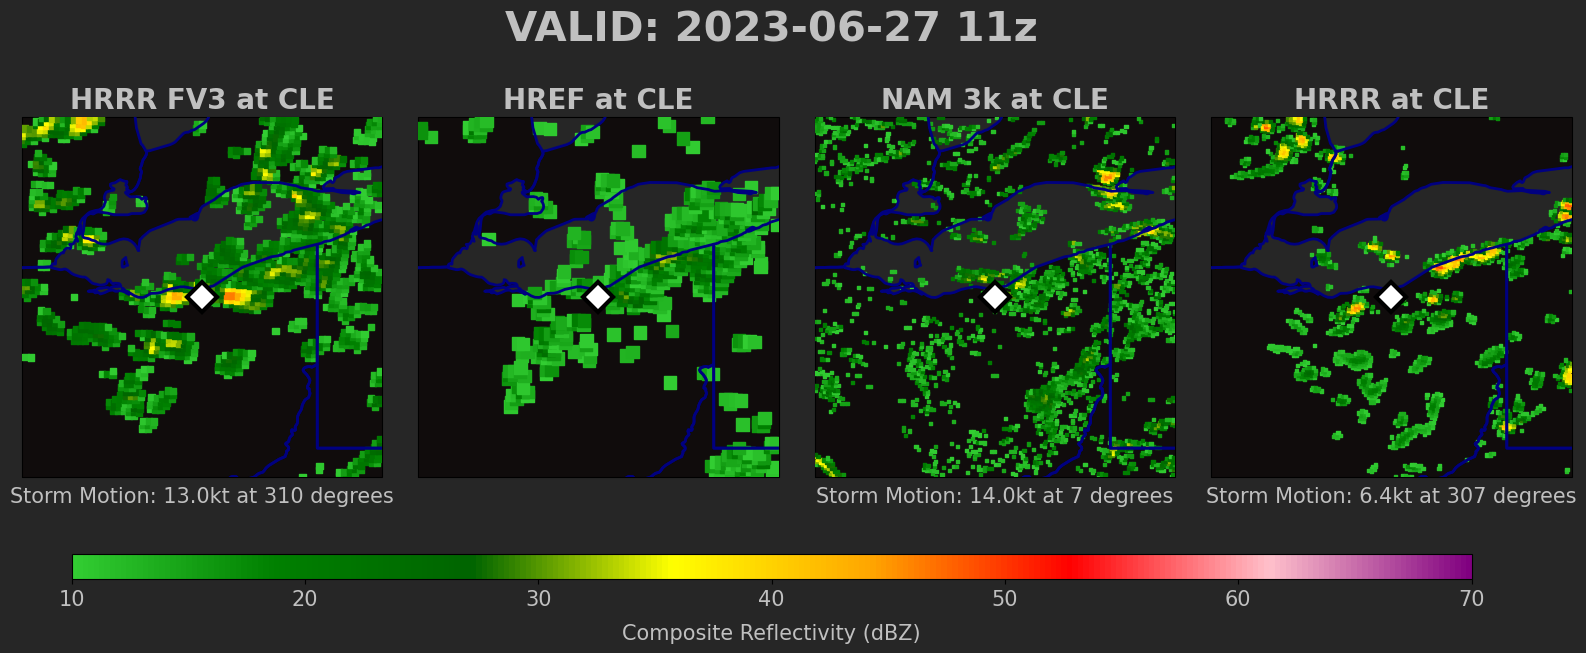 VALID: 2023-06-27 11z
HRRR FV3 at CLE
HREF at CLE
NAM 3k at CLE
HRRR at CLE
Storm Motion: 13.0kt at 310 degrees
Storm Motion: 14.0kt at 7 degrees
Storm Motion: 6.4kt at 307 degrees
10 20 30 40 50 60 70
Composite Reflectivity (dBZ)